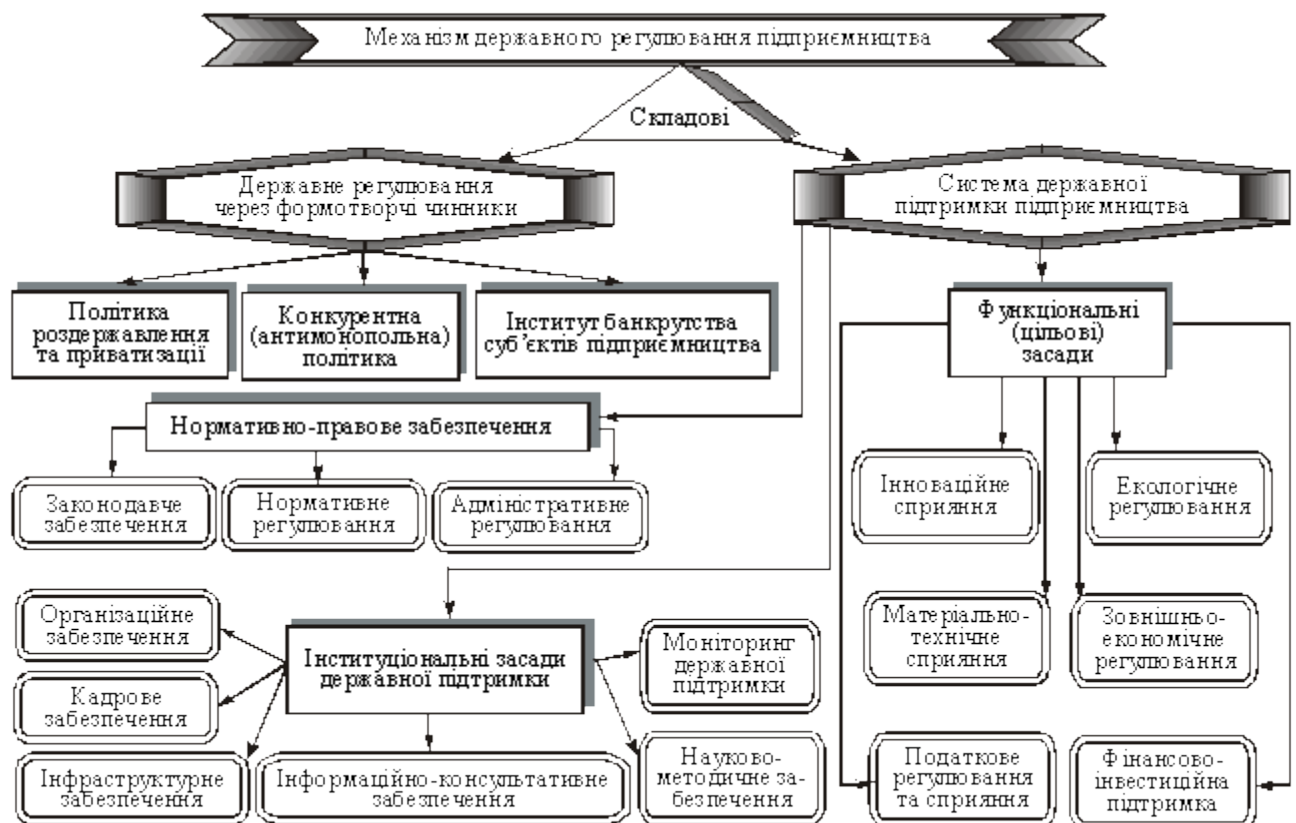 Механізм державного регулювання підприємництва
Складові
Державне регулювання
через формотворчі чинники
Система державної
підтримки підприємництва
Політика
роздержавлення
та приватизації
Конкурентна
(антимонопольна)
політика
Інститут банкрутства
суб’єктів підприємництва
Функціональні
(цільові)
засади
Нормативно-правове забезпечення
Законодавче
забезпечення
Нормативне
регулювання
Адміністративне
регулювання
Інноваційне
сприяння
Екологічне
регулювання
Організаційне
забезпечення
Кадрове
забезпечення
Інфраструктурне
забезпечення
Інституціональні засади
державної підтримки
Інформаційно-консультативне
забезпечення
Моніторинг
державної
підтримки
Науково-
методичне за-
безпечення
Матеріально-
технічне
сприяння
Зовнішньо-
економічне
регулювання
Податкове
регулювання
та сприяння
Фінансово-
інвестиційна
підтримка